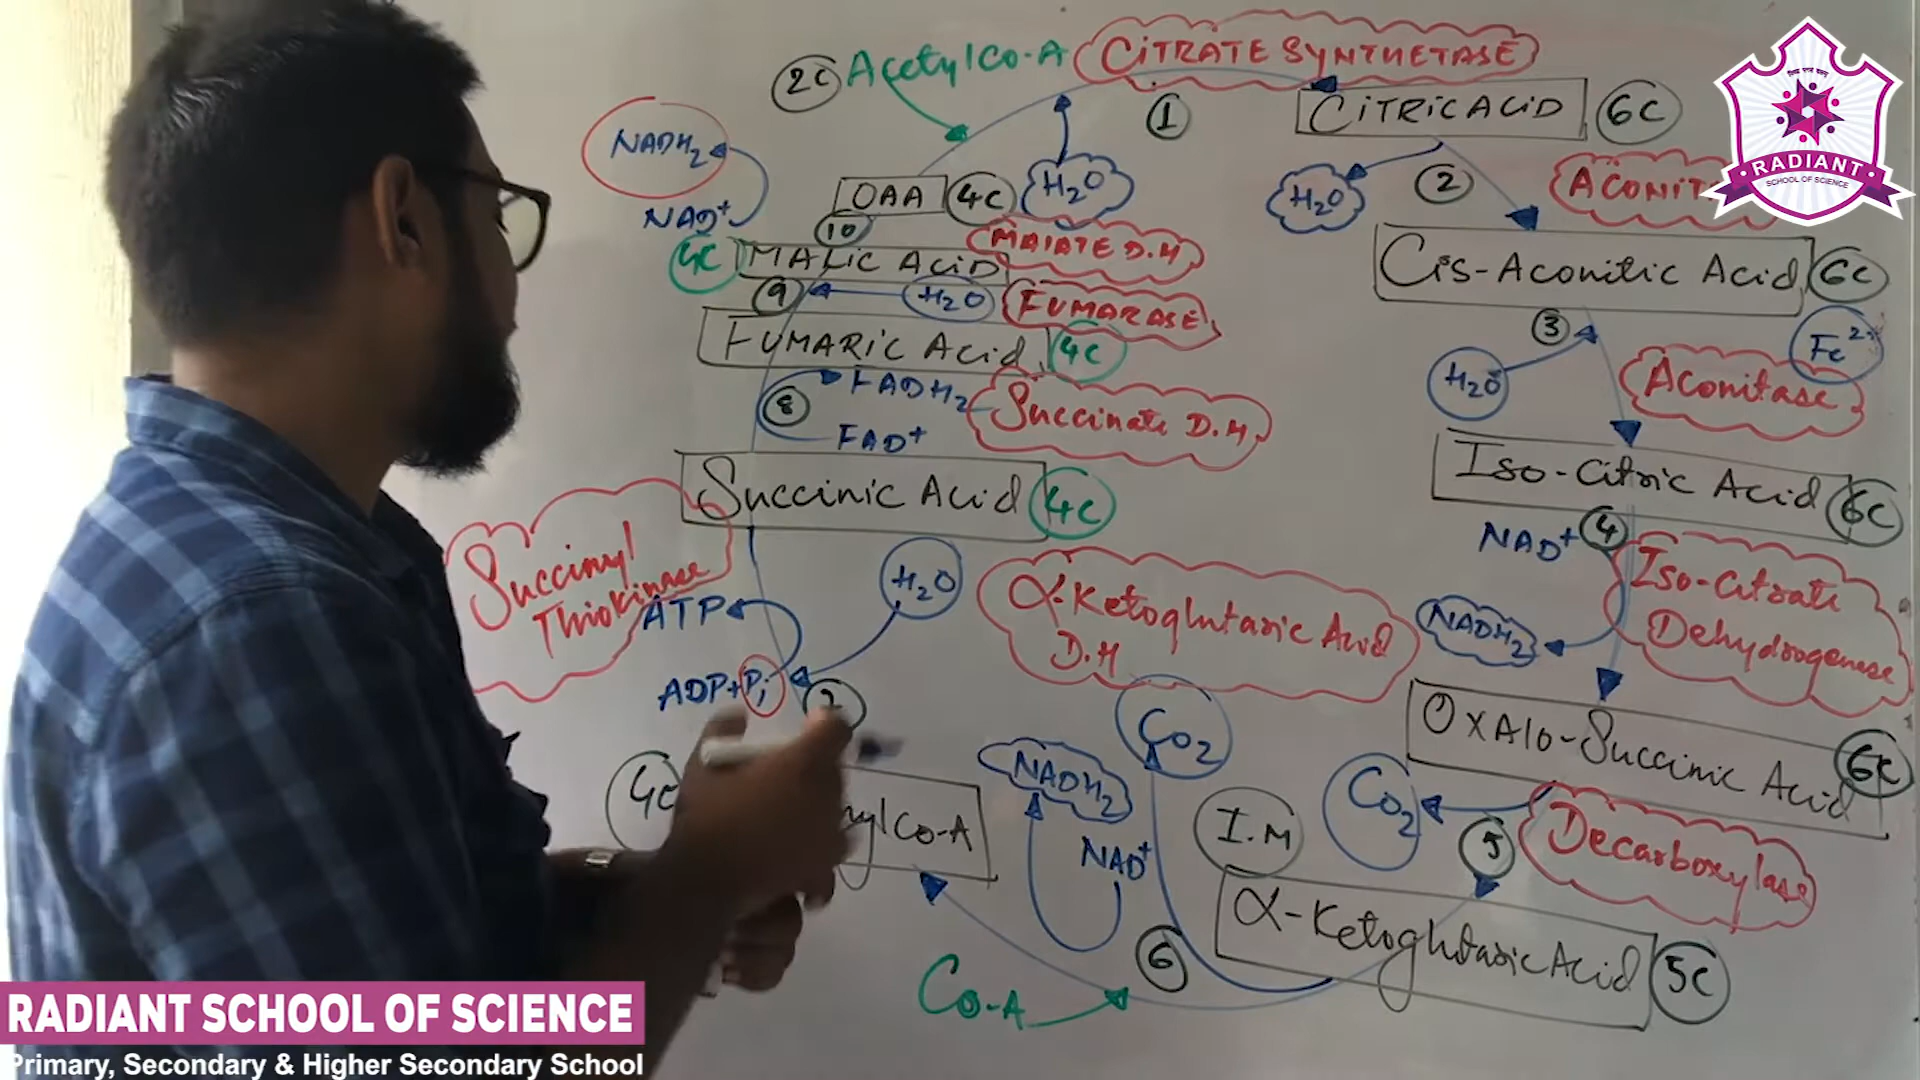 2C Acetyl Co-A CITRATE SYNTHETASE
1
CITRIC ACID 6C
NADH2
NAD+
H2O
OAA 4C
H2O
2
RADIANT
SCHOOL OF SCIENCE
10
MALATE D.H
4C MALIC ACID
Cis-Aconitic Acid 6C
9
H2O
FUMARASE
FUMARIC Acid 4C
3
Fe2+
H2O
Aconitase
FADH2
8
Succinate D.H
FAD+
Iso-Citric Acid 6C
Succinic Acid 4C
NAD+
4
Iso-Citrate
Dehydrogenase
NADH2
Succinyl
Thiokinase
H2O
ATP
ADP+Pi
α-Ketoglutaric Acid
D.H
OxAlo-Succinic Acid 6C
CO2
NADH2
NAD+
CO2
5
Decarboxylase
I.M
4C
Co-A
α-Ketoglutaric Acid 5C
6
Co-A
RADIANT SCHOOL OF SCIENCE
Primary, Secondary & Higher Secondary School